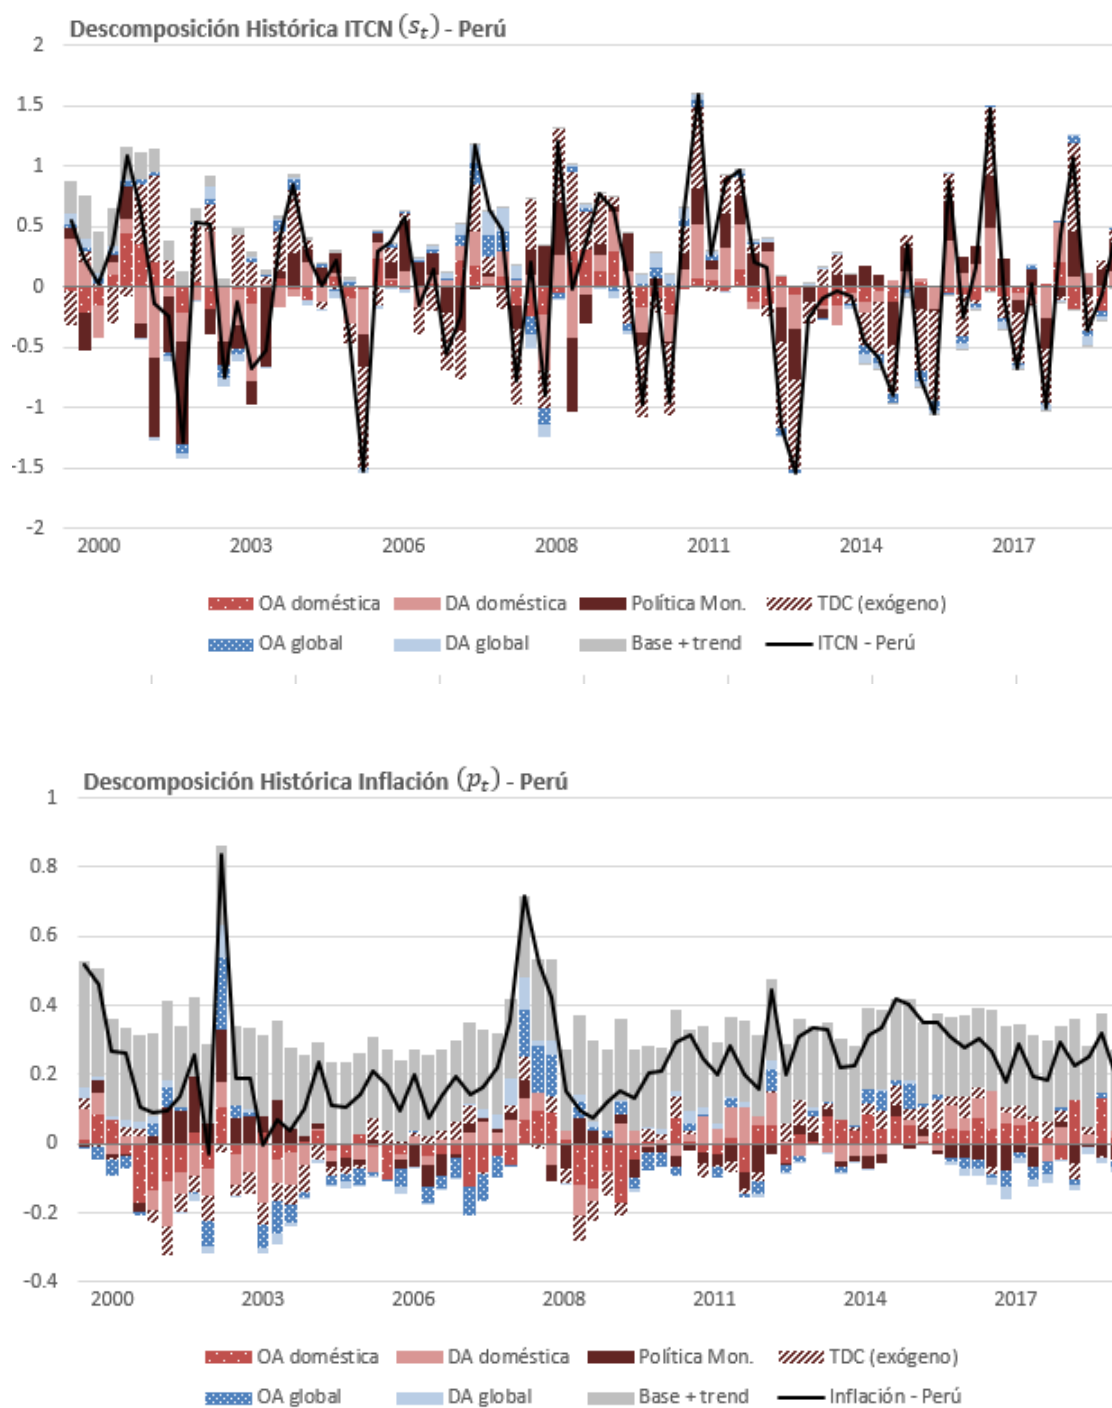 Descomposición Histórica ITCN (s_t) - Perú
2
1.5
1
0.5
0
-0.5
-1
-1.5
-2
2000 2003 2006 2008 2011 2014 2017
OA doméstica DA doméstica Política Mon. TDC (exógeno)
OA global DA global Base + trend ITCN - Perú
Descomposición Histórica Inflación (p_t) - Perú
1
0.8
0.6
0.4
0.2
0
-0.2
-0.4
2000 2003 2006 2008 2011 2014 2017
OA doméstica DA doméstica Política Mon. TDC (exógeno)
OA global DA global Base + trend Inflación - Perú